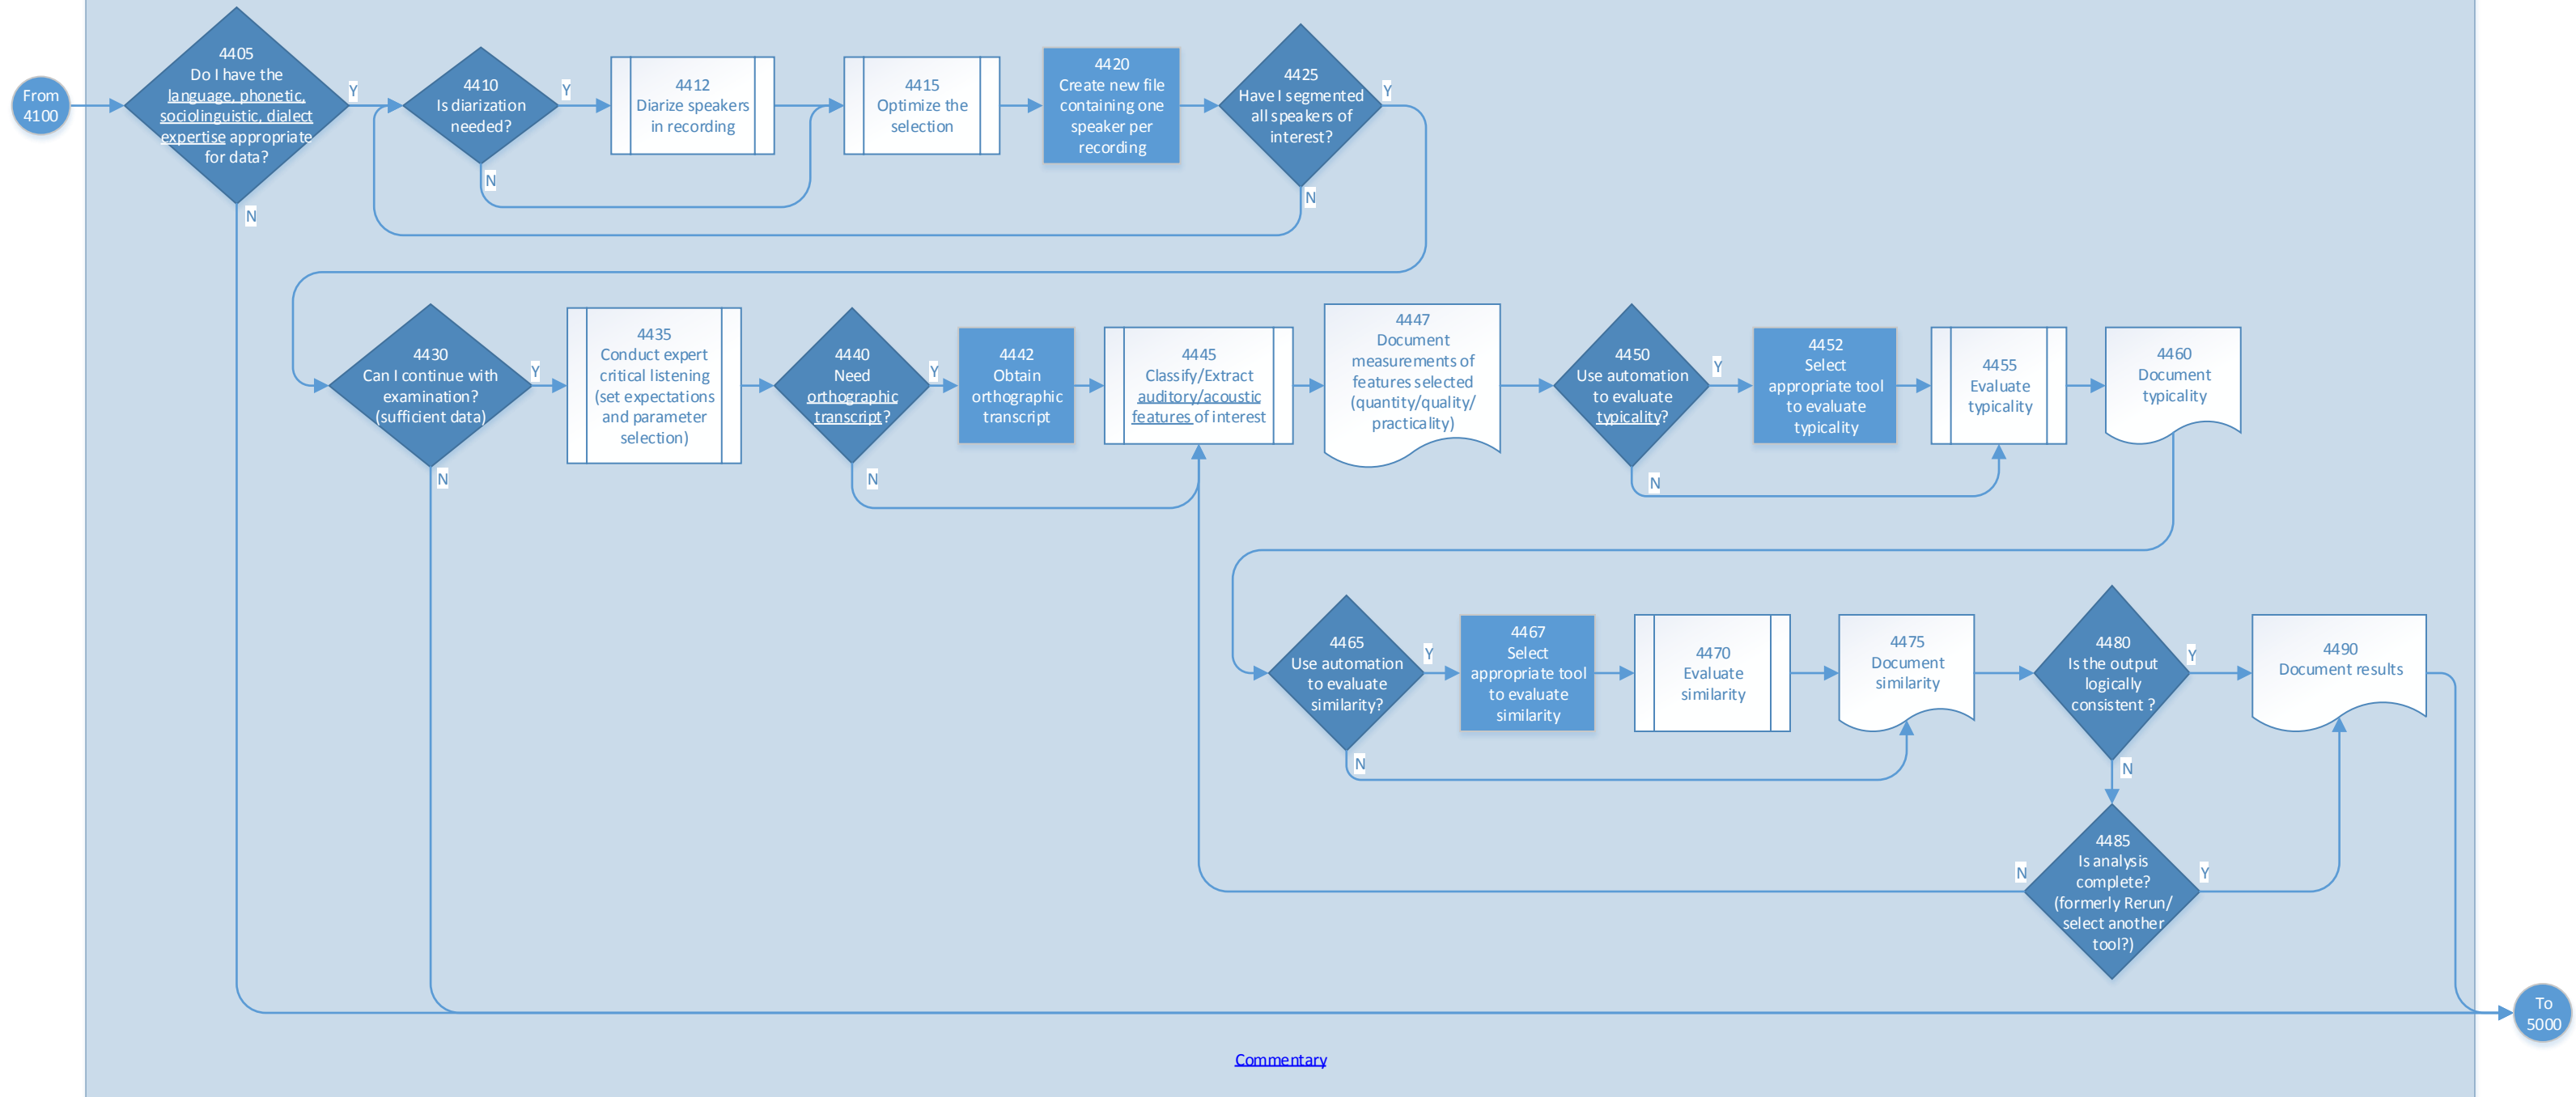 From
4100
4405
Do I have the
language, phonetic,
sociolinguistic, dialect
expertise appropriate
for data?
Y
N
4410
Is diarization
needed?
Y
N
4412
Diarize speakers
in recording
4415
Optimize the
selection
4420
Create new file
containing one
speaker per
recording
4425
Have I segmented
all speakers of
interest?
Y
N
4430
Can I continue with
examination?
(sufficient data)
Y
N
4435
Conduct expert
critical listening
(set expectations
and parameter
selection)
4440
Need
orthographic
transcript?
Y
N
4442
Obtain
orthographic
transcript
4445
Classify/Extract
auditory/acoustic
features of interest
4447
Document
measurements of
features selected
(quantity/quality/
practicality)
4450
Use automation
to evaluate
typicality?
Y
N
4452
Select
appropriate tool
to evaluate
typicality
4455
Evaluate
typicality
4460
Document
typicality
4465
Use automation
to evaluate
similarity?
Y
N
4467
Select
appropriate tool
to evaluate
similarity
4470
Evaluate
similarity
4475
Document
similarity
4480
Is the output
logically
consistent ?
Y
N
4490
Document results
4485
Is analysis
complete?
(formerly Rerun/
select another
tool?)
N
Y
To
5000
Commentary